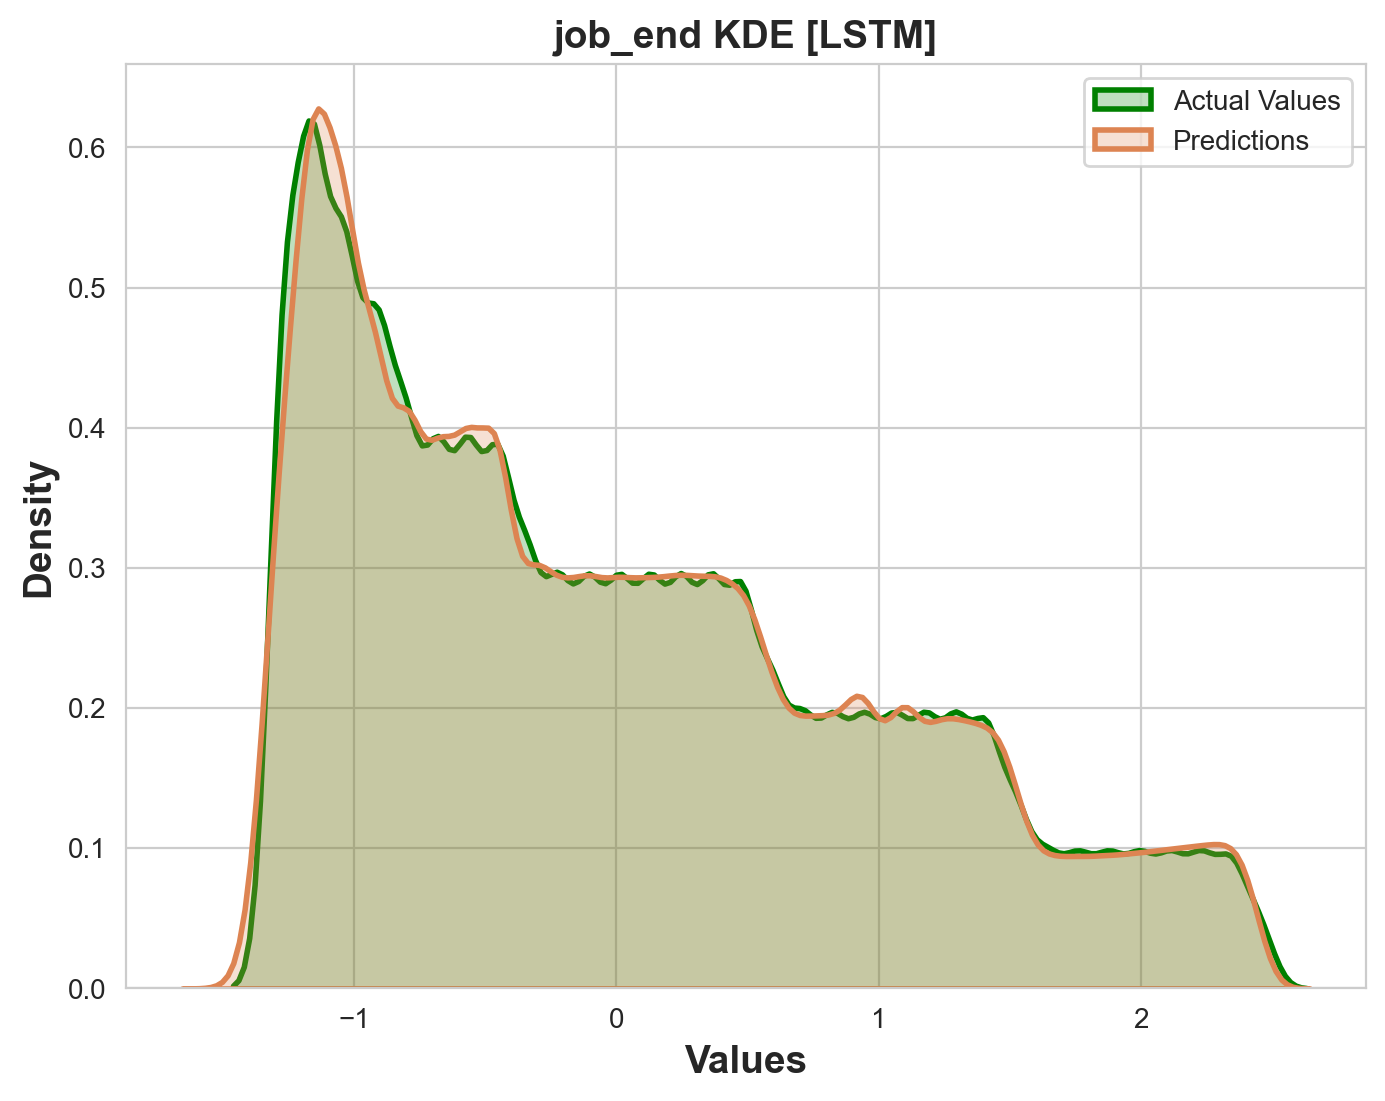 job_end KDE [LSTM]
Actual Values
Predictions
0.6
0.5
0.4
0.3
0.2
0.1
0.0
Density
−1
0
1
2
Values